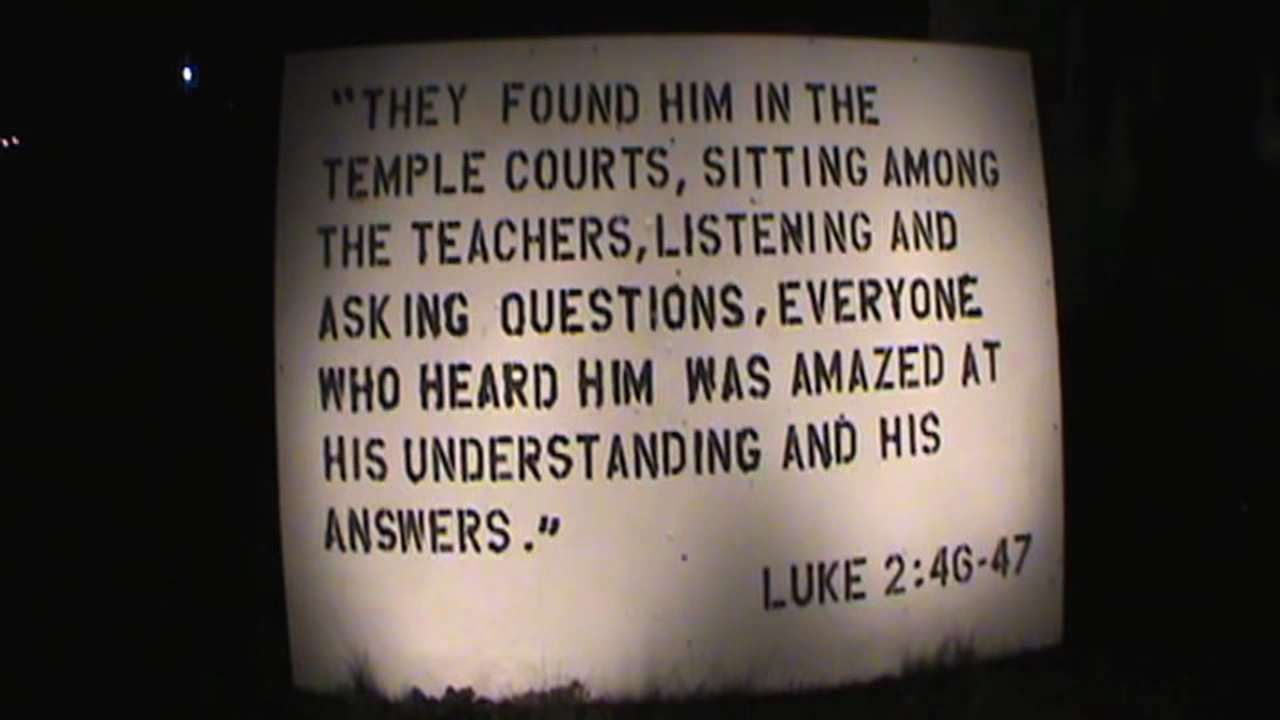 "THEY FOUND HIM IN THE
TEMPLE COURTS, SITTING AMONG
THE TEACHERS, LISTENING AND
ASKING QUESTIONS, EVERYONE
WHO HEARD HIM WAS AMAZED AT
HIS UNDERSTANDING AND HIS
ANSWERS."
LUKE 2:46-47